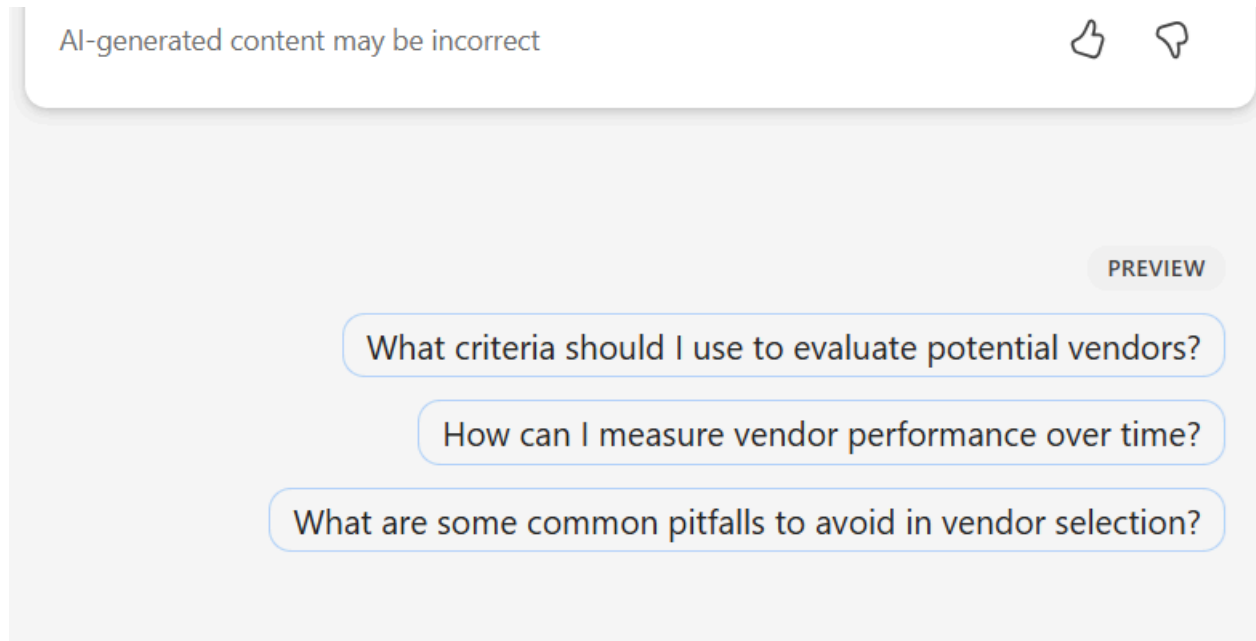 AI-generated content may be incorrect
PREVIEW
What criteria should I use to evaluate potential vendors?
How can I measure vendor performance over time?
What are some common pitfalls to avoid in vendor selection?